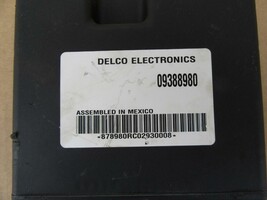 DELCO ELECTRONICS
09388980
ASSEMBLED IN MEXICO
-878980RC02930008-